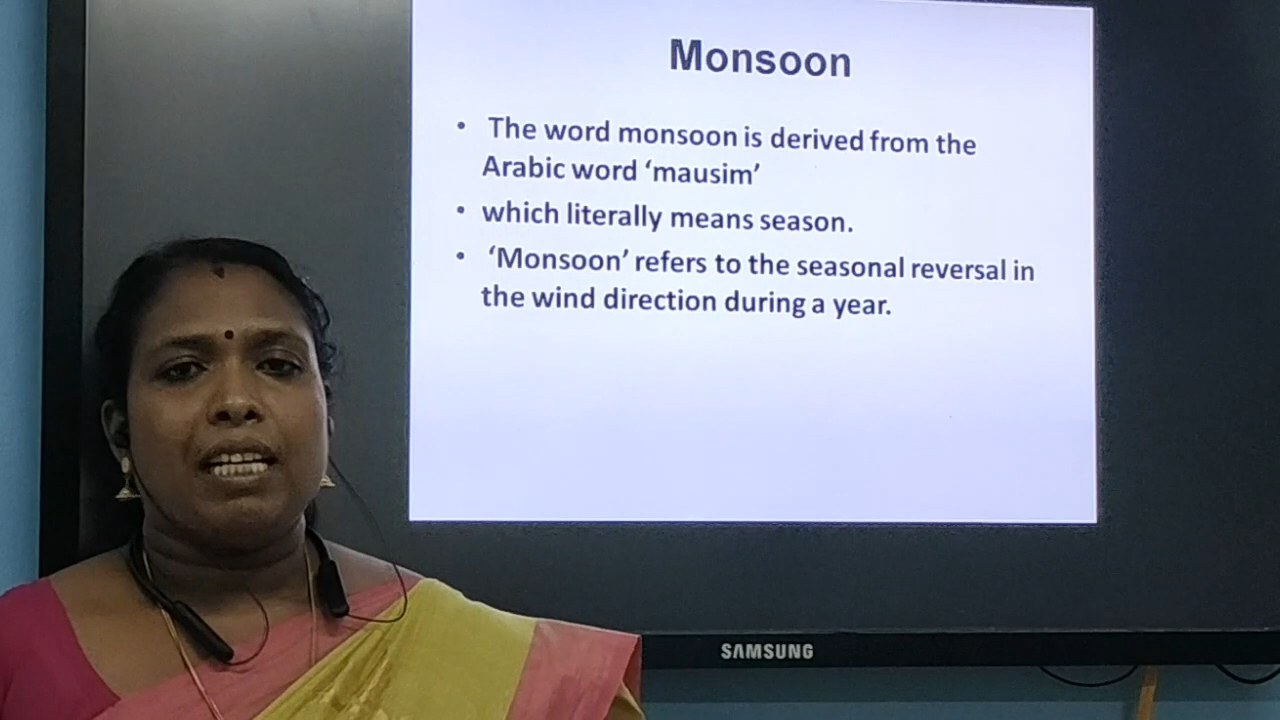 Monsoon
• The word monsoon is derived from the
Arabic word ‘mausim’
• which literally means season.
• ‘Monsoon’ refers to the seasonal reversal in
the wind direction during a year.
SAMSUNG